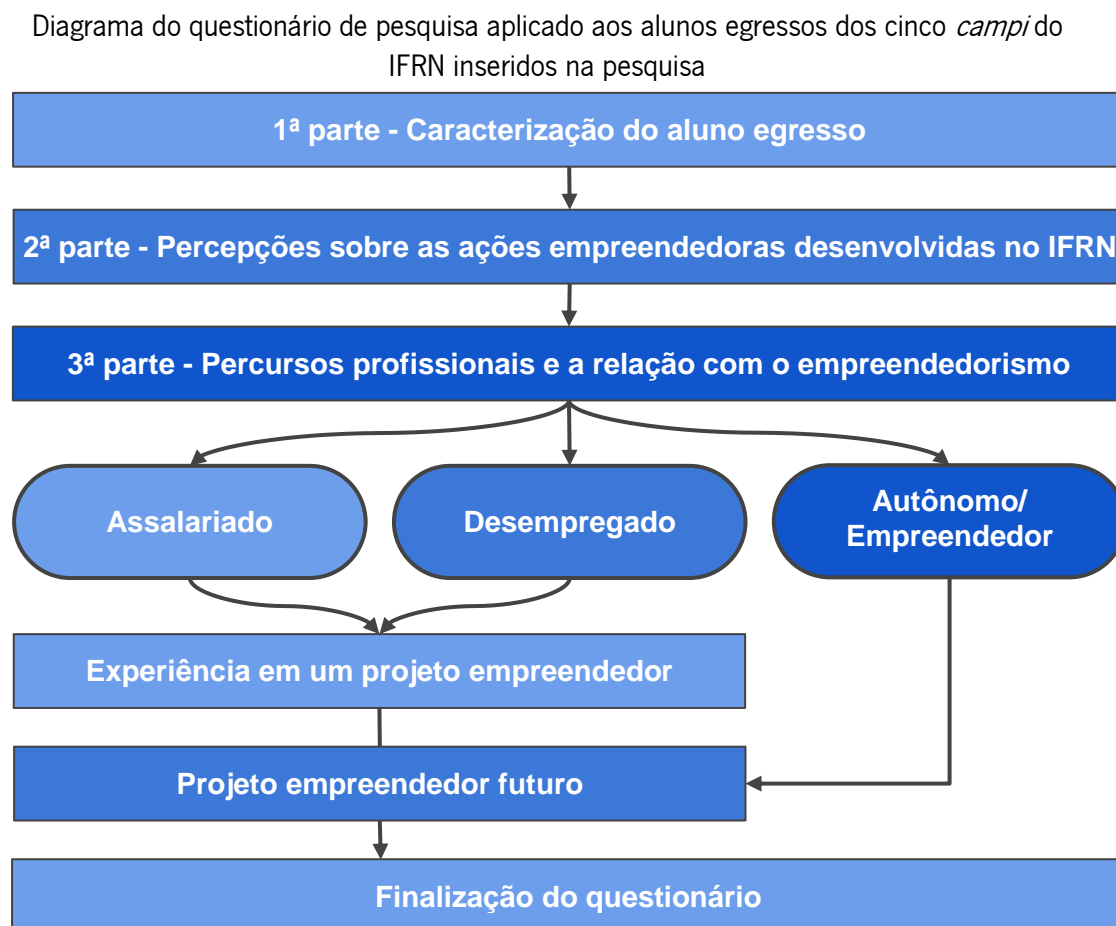 Diagrama do questionário de pesquisa aplicado aos alunos egressos dos cinco campi do
IFRN inseridos na pesquisa
1ª parte - Caracterização do aluno egresso
2ª parte - Percepções sobre as ações empreendedoras desenvolvidas no IFRN
3ª parte - Percursos profissionais e a relação com o empreendedorismo
Assalariado
Desempregado
Autônomo/
Empreendedor
Experiência em um projeto empreendedor
Projeto empreendedor futuro
Finalização do questionário